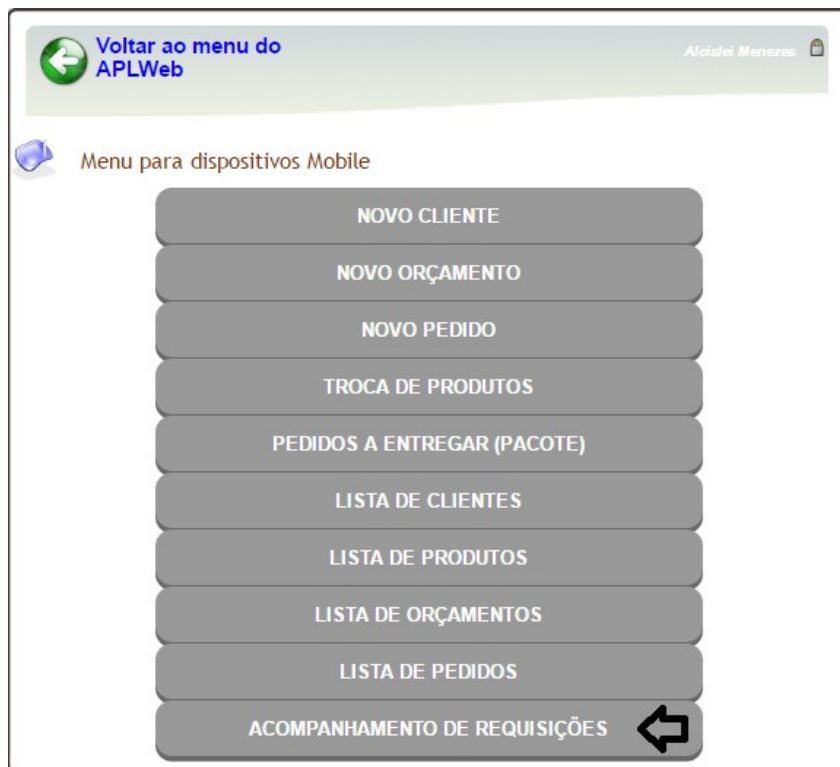 Voltar ao menu do
APLWeb
Alcislei Menezes
Menu para dispositivos Mobile
NOVO CLIENTE
NOVO ORÇAMENTO
NOVO PEDIDO
TROCA DE PRODUTOS
PEDIDOS A ENTREGAR (PACOTE)
LISTA DE CLIENTES
LISTA DE PRODUTOS
LISTA DE ORÇAMENTOS
LISTA DE PEDIDOS
ACOMPANHAMENTO DE REQUISIÇÕES